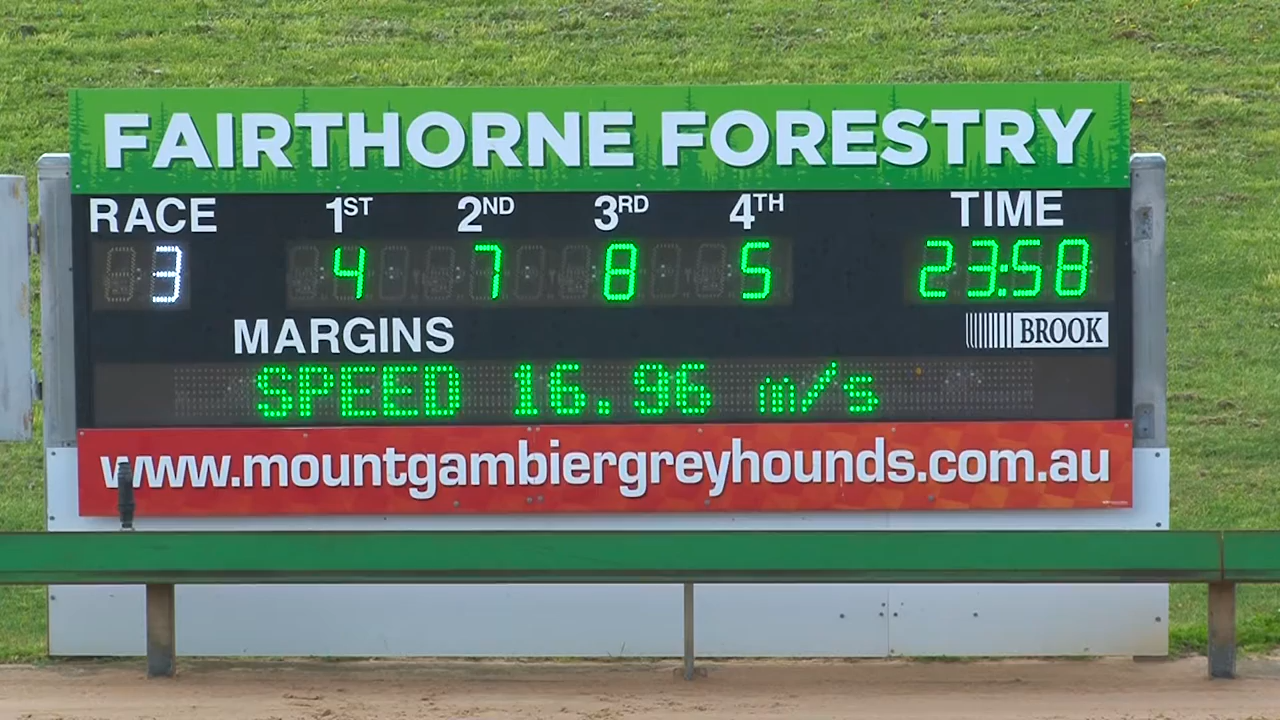 FAIRTHORNE FORESTRY
RACE 1ST 2ND 3RD 4TH TIME
3 4 7 8 5 23:58
MARGINS BROOK
SPEED 16.96 m/s
www.mountgambiergreyhounds.com.au